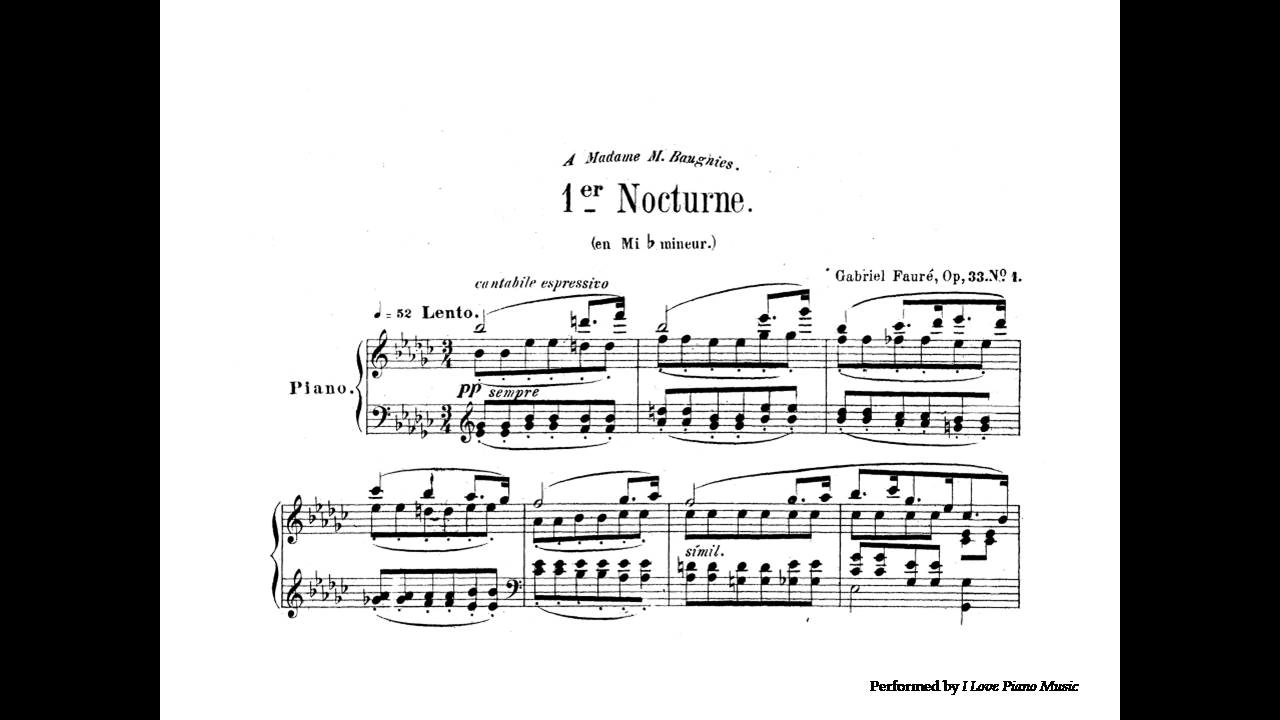 A Madame M. Baugnies.
1er Nocturne.
(en Mi ♭ mineur.)
Gabriel Fauré, Op, 33. No 1.
cantabile espressivo
♩ = 52 Lento.
Piano.
pp sempre
simil.
Performed by I Love Piano Music